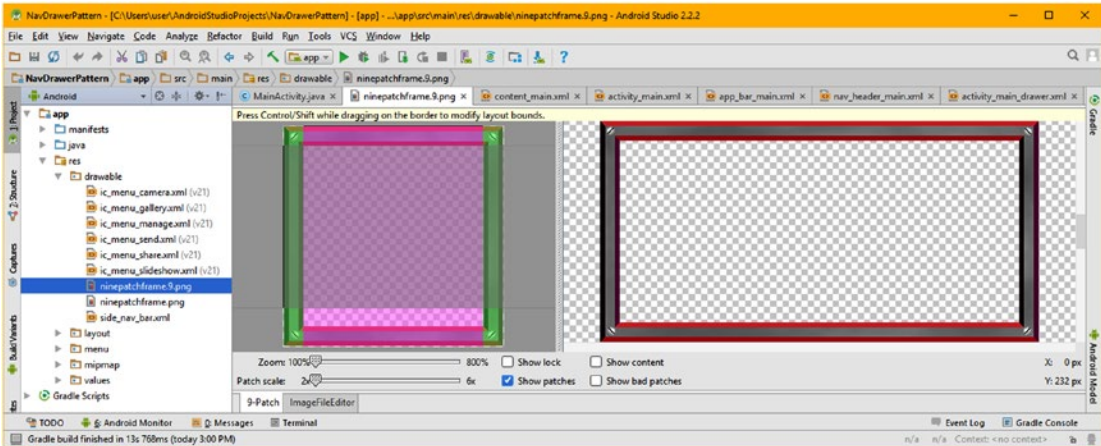 NavDrawerPattern - [C:\Users\user\AndroidStudioProjects\NavDrawerPattern] - [app] - ...\app\src\main\res\drawable\ninepatchframe.9.png - Android Studio 2.2.2
File Edit View Navigate Code Analyze Refactor Build Run Tools VCS Window Help
app
NavDrawerPattern app src main res drawable ninepatchframe.9.png
Android
MainActivity.java ninepatchframe.9.png content_main.xml activity_main.xml app_bar_main.xml nav_header_main.xml activity_main_drawer.xml
Press Control/Shift while dragging on the border to modify layout bounds.
1: Project
Z: Structure
Captures
Build Variants
app
manifests
java
res
drawable
ic_menu_camera.xml (v21)
ic_menu_gallery.xml (v21)
ic_menu_manage.xml (v21)
ic_menu_send.xml (v21)
ic_menu_share.xml (v21)
ic_menu_slideshow.xml (v21)
ninepatchframe.9.png
ninepatchframe.png
side_nav_bar.xml
layout
menu
mipmap
values
Gradle Scripts
Zoom: 100% 800% Show lock Show content X: 0 px
Patch scale: 2x 6x Show patches Show bad patches Y: 232 px
9-Patch ImageFileEditor
Gradle
Android Model
TODO 6: Android Monitor 0: Messages Terminal Event Log Gradle Console
Gradle build finished in 13s 768ms (today 3:00 PM) n/a n/a Context: <no context>